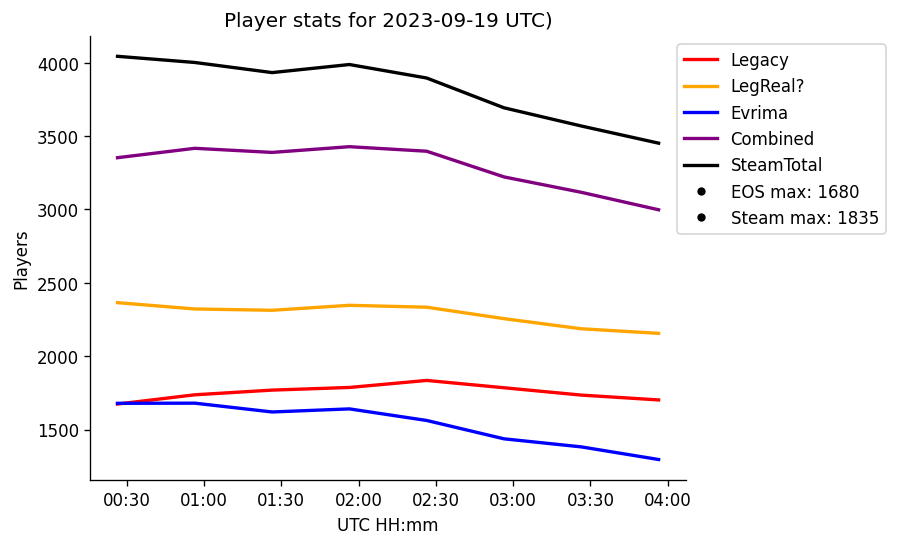 Player stats for 2023-09-19 UTC)
Legacy
LegReal?
Evrima
Combined
SteamTotal
EOS max: 1680
Steam max: 1835
Players
4000
3500
3000
2500
2000
1500
00:30 01:00 01:30 02:00 02:30 03:00 03:30 04:00
UTC HH:mm